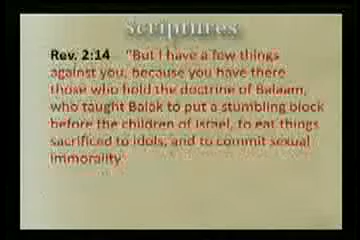 Scriptures
Rev. 2:14 "But I have a few things
against you, because you have there
those who hold the doctrine of Balaam,
who taught Balak to put a stumbling block
before the children of Israel, to eat things
sacrificed to idols, and to commit sexual
immorality